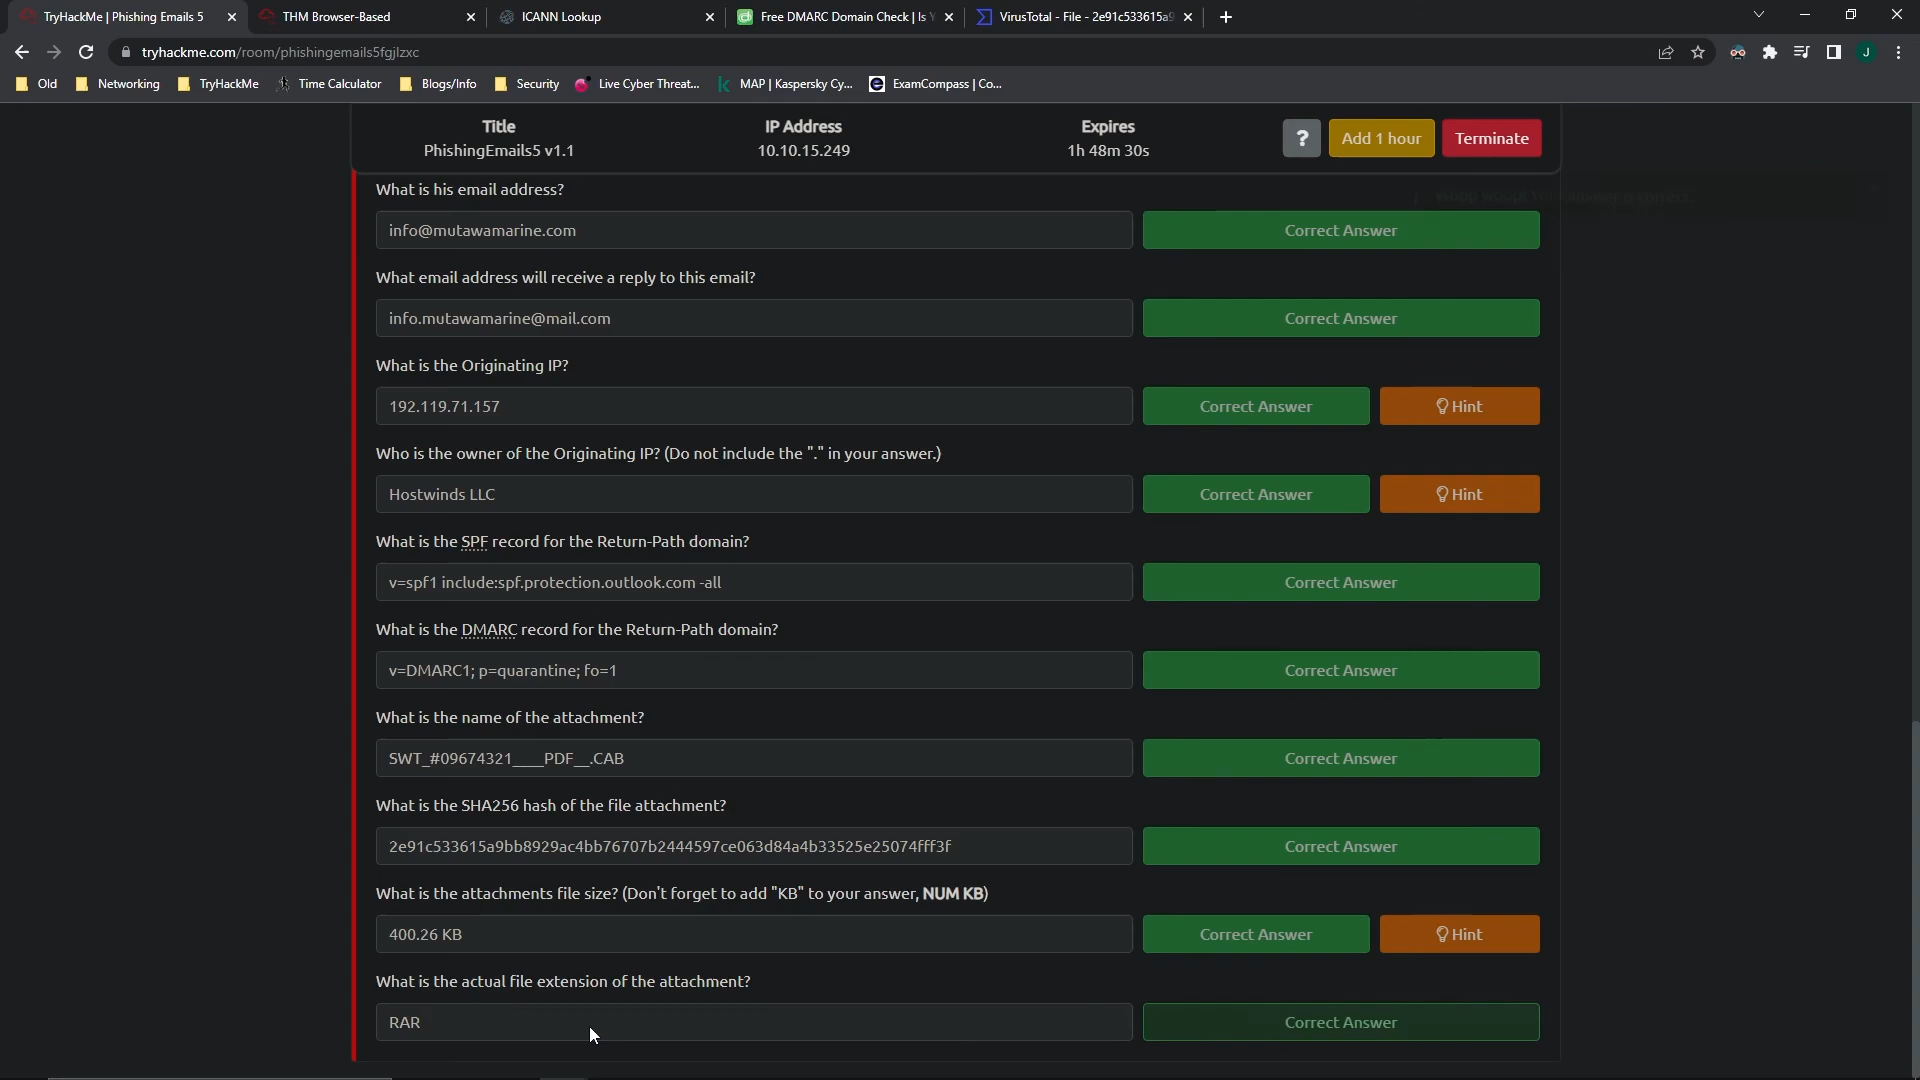 TryHackMe | Phishing Emails 5
THM Browser-Based
ICANN Lookup
Free DMARC Domain Check | Is
VirusTotal - File - 2e91c533615a9
tryhackme.com/room/phishingemails5fgjlzxc
J
Old
Networking
TryHackMe
Time Calculator
Blogs/Info
Security
Live Cyber Threat...
MAP | Kaspersky Cy...
ExamCompass | Co...
Title
IP Address
Expires
PhishingEmails5 v1.1
10.10.15.249
1h 48m 30s
?
Add 1 hour
Terminate
What is his email address?
info@mutawamarine.com
Correct Answer
What email address will receive a reply to this email?
info.mutawamarine@mail.com
Correct Answer
What is the Originating IP?
192.119.71.157
Correct Answer
Hint
Who is the owner of the Originating IP? (Do not include the "." in your answer.)
Hostwinds LLC
Correct Answer
Hint
What is the SPF record for the Return-Path domain?
v=spf1 include:spf.protection.outlook.com -all
Correct Answer
What is the DMARC record for the Return-Path domain?
v=DMARC1; p=quarantine; fo=1
Correct Answer
What is the name of the attachment?
SWT_#09674321____PDF__.CAB
Correct Answer
What is the SHA256 hash of the file attachment?
2e91c533615a9bb8929ac4bb76707b2444597ce063d84a4b33525e25074fff3f
Correct Answer
What is the attachments file size? (Don't forget to add "KB" to your answer, NUM KB)
400.26 KB
Correct Answer
Hint
What is the actual file extension of the attachment?
RAR
Correct Answer